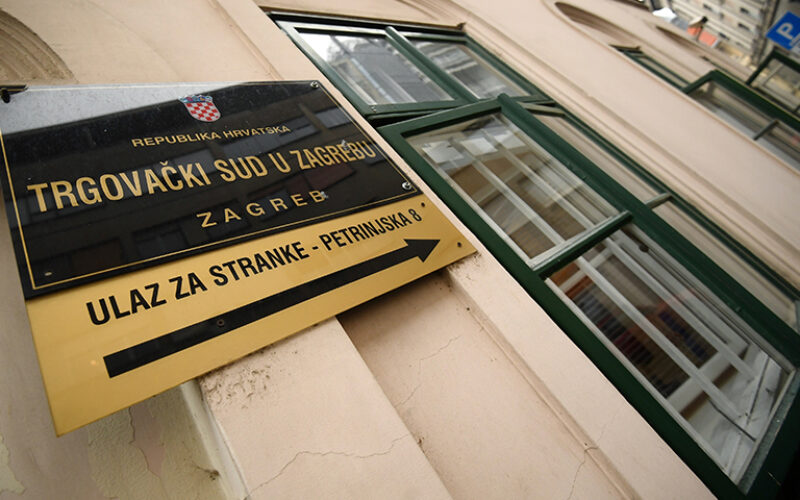 REPUBLIKA HRVATSKA
TRGOVAČKI SUD U ZAGREBU
ZAGREB
ULAZ ZA STRANKE - PETRINJSKA 8
P